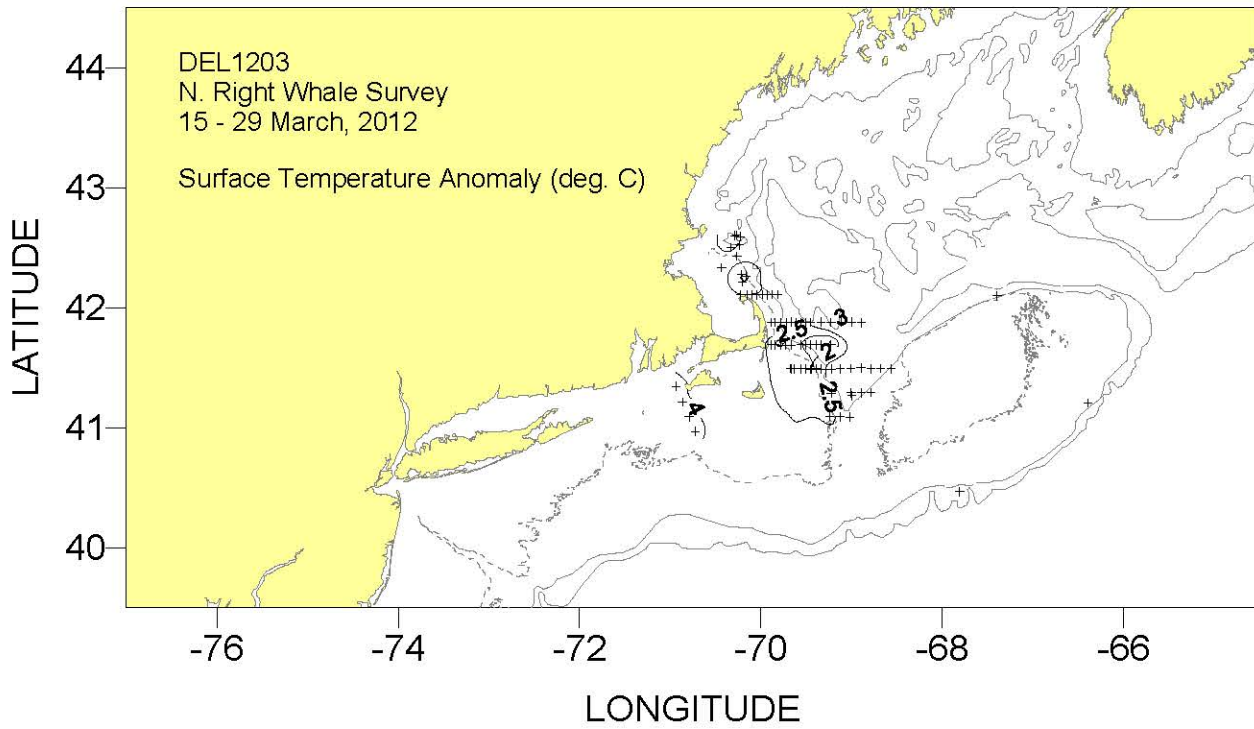 DEL1203
N. Right Whale Survey
15 - 29 March, 2012
Surface Temperature Anomaly (deg. C)
44
43
42
41
40
LATITUDE
3
2.5
2
2.5
4
-76
-74
-72
-70
-68
-66
LONGITUDE